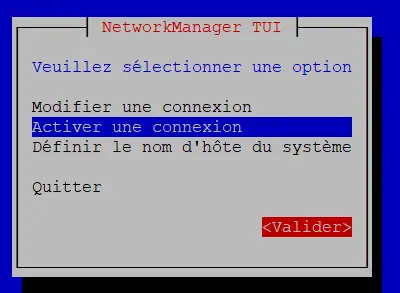 NetworkManager TUI
Veuillez sélectionner une option
Modifier une connexion
Activer une connexion
Définir le nom d'hôte du système
Quitter
<Valider>